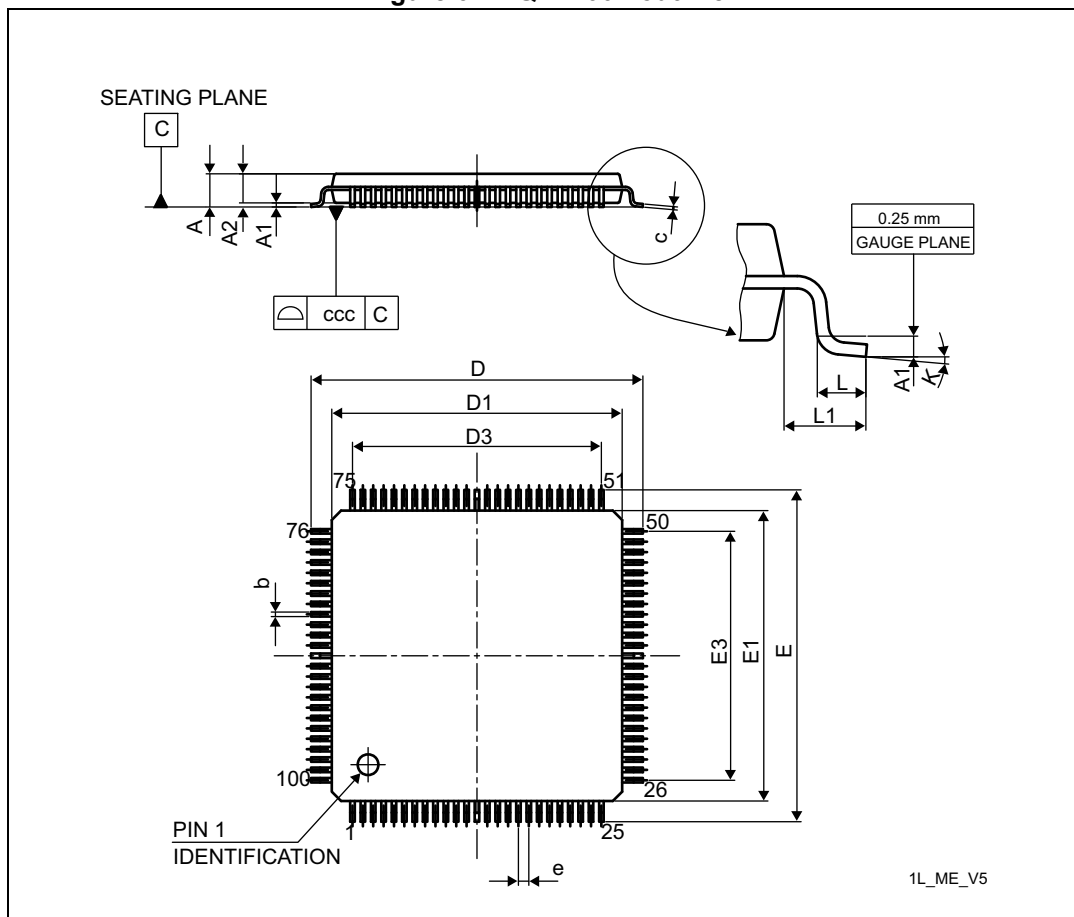 SEATING PLANE
C
A
A2
A1
c
ccc C
0.25 mm
GAUGE PLANE
A1
K
L
L1
D
D1
D3
75
51
76
50
b
E3
E1
E
100
26
1
25
PIN 1
IDENTIFICATION
e
1L_ME_V5